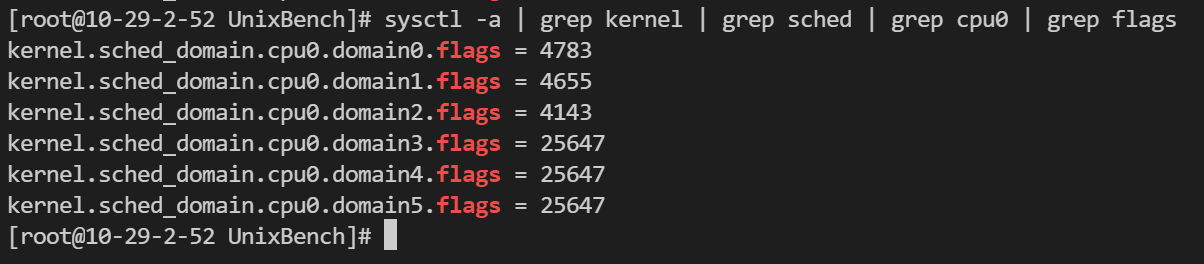 [root@10-29-2-52 UnixBench]# sysctl -a | grep kernel | grep sched | grep cpu0 | grep flags
kernel.sched_domain.cpu0.domain0.flags = 4783
kernel.sched_domain.cpu0.domain1.flags = 4655
kernel.sched_domain.cpu0.domain2.flags = 4143
kernel.sched_domain.cpu0.domain3.flags = 25647
kernel.sched_domain.cpu0.domain4.flags = 25647
kernel.sched_domain.cpu0.domain5.flags = 25647
[root@10-29-2-52 UnixBench]#